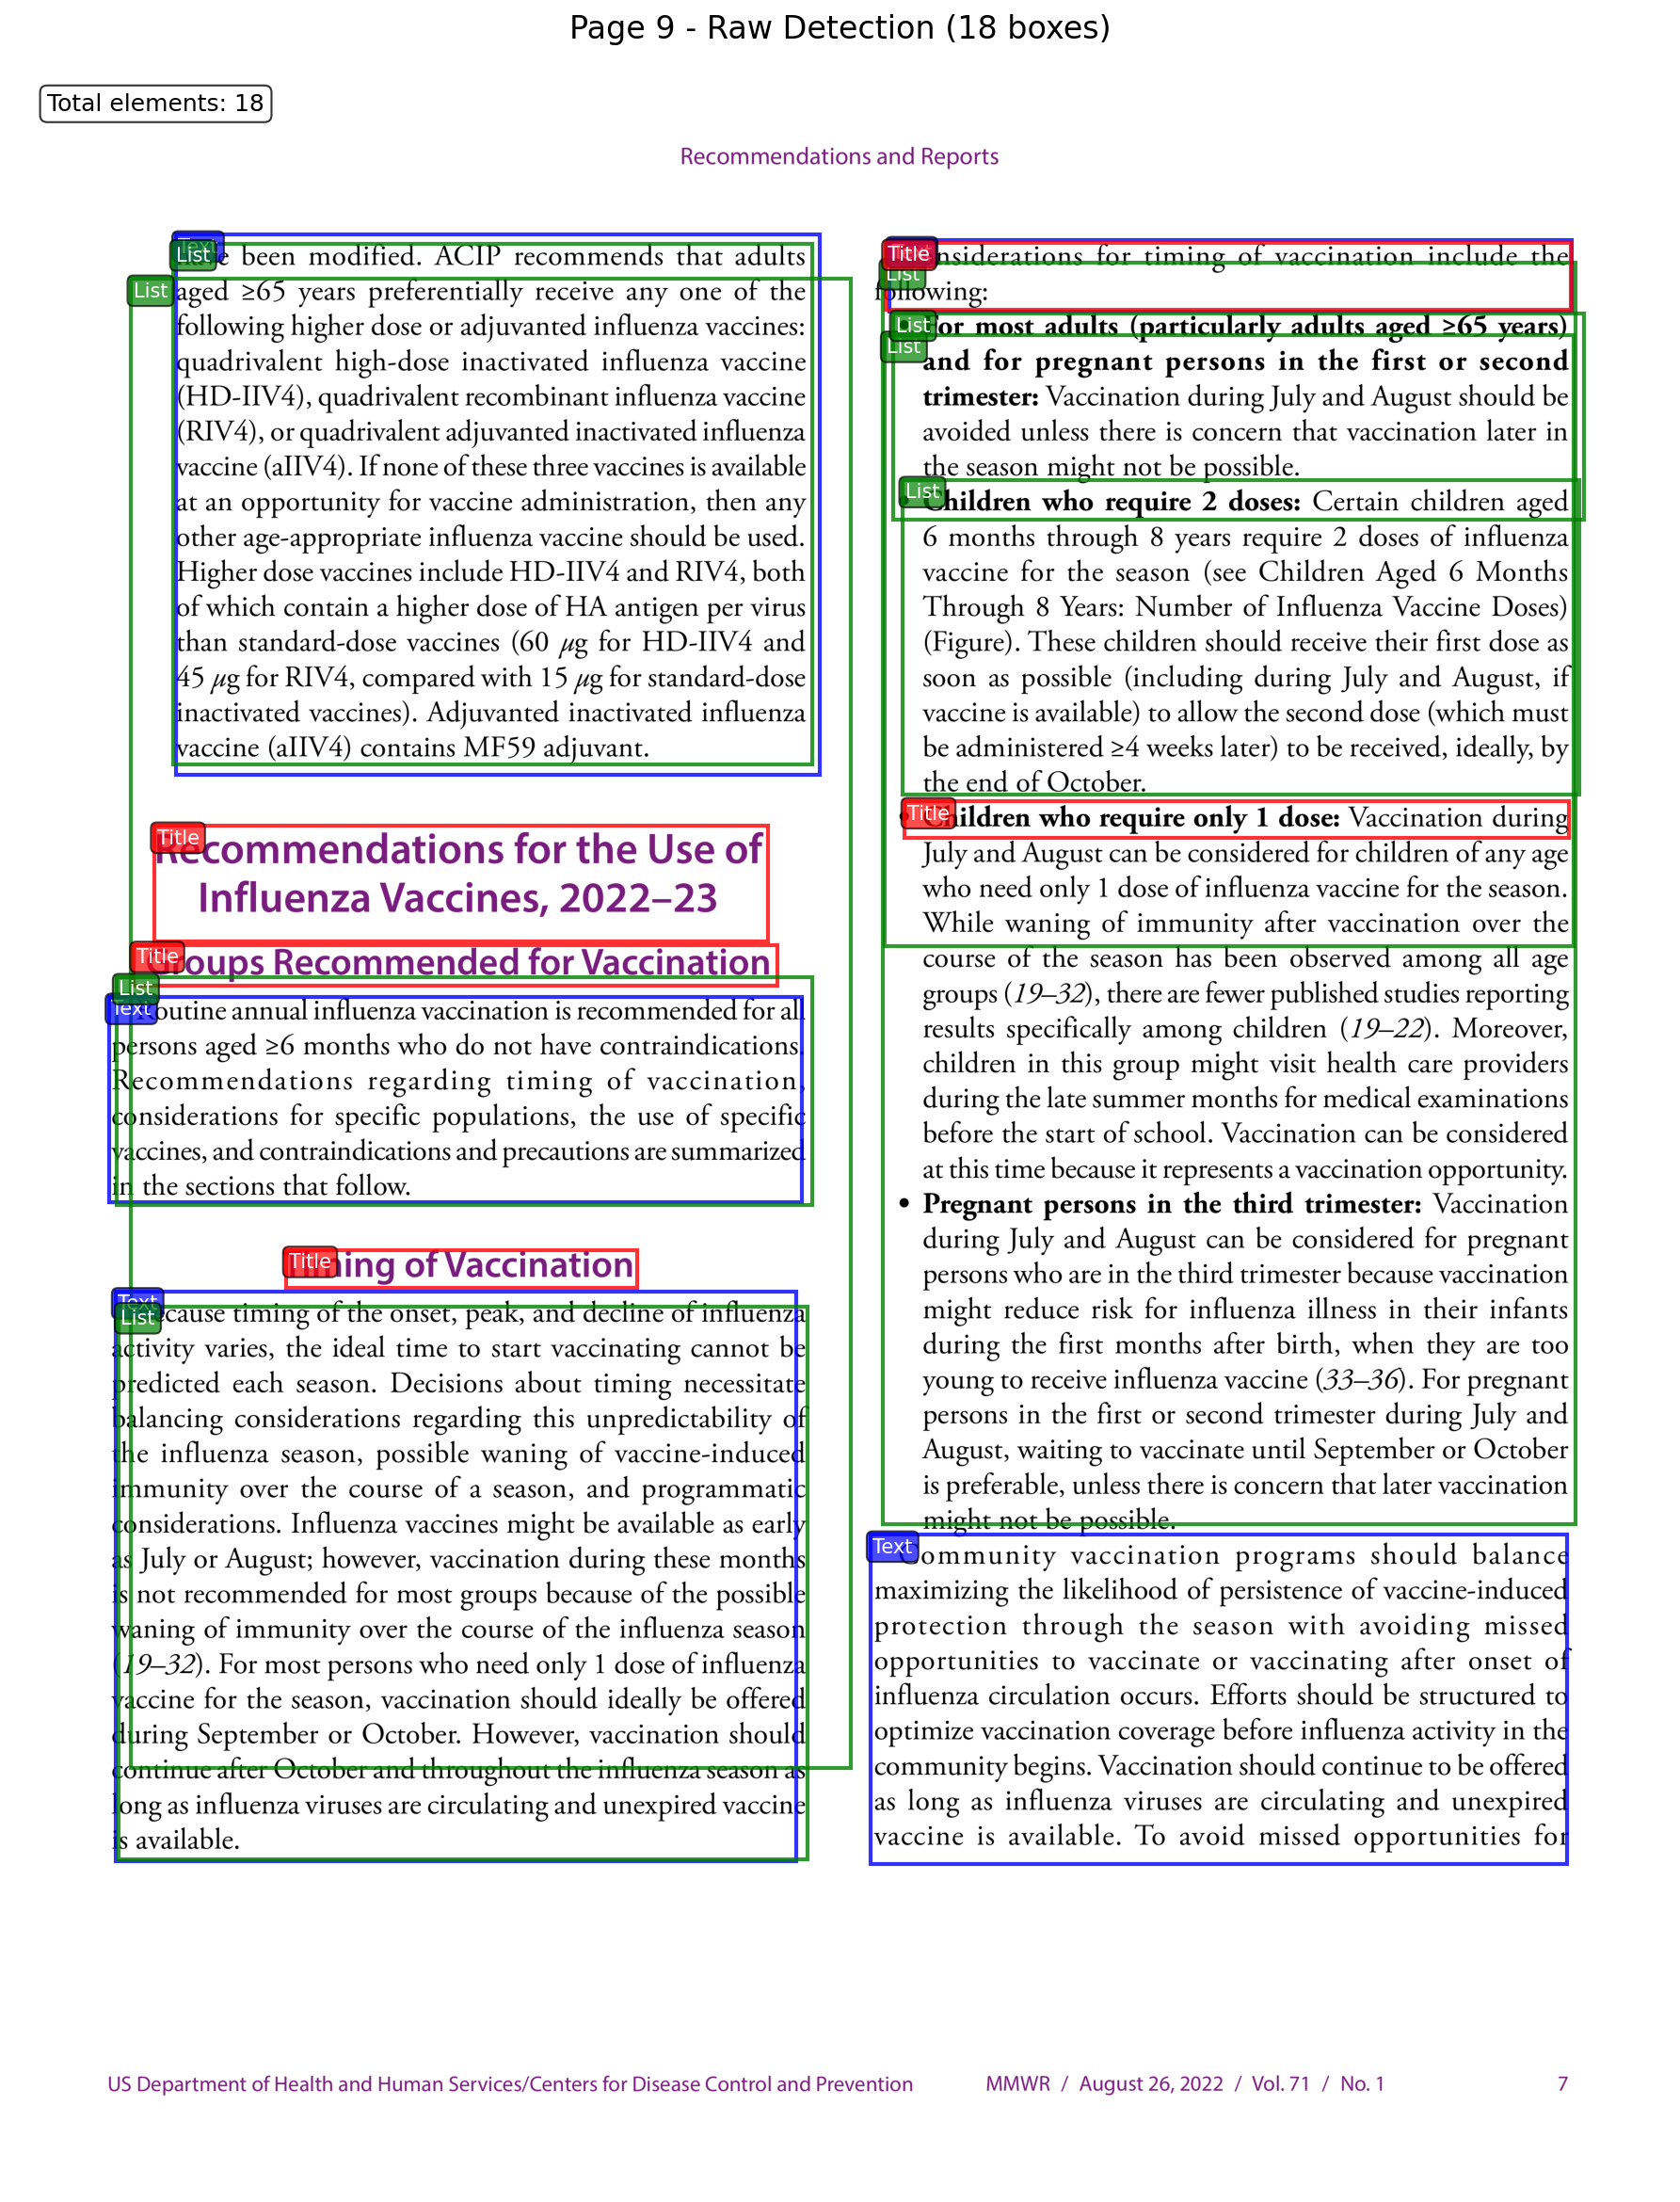 Page 9 - Raw Detection (18 boxes)
Total elements: 18
Recommendations and Reports
Text
List
been modified. ACIP recommends that adults
List
aged ≥65 years preferentially receive any one of the
following higher dose or adjuvanted influenza vaccines:
quadrivalent high-dose inactivated influenza vaccine
(HD-IIV4), quadrivalent recombinant influenza vaccine
(RIV4), or quadrivalent adjuvanted inactivated influenza
vaccine (aIIV4). If none of these three vaccines is available
at an opportunity for vaccine administration, then any
other age-appropriate influenza vaccine should be used.
Higher dose vaccines include HD-IIV4 and RIV4, both
of which contain a higher dose of HA antigen per virus
than standard-dose vaccines (60 µg for HD-IIV4 and
45 µg for RIV4, compared with 15 µg for standard-dose
inactivated vaccines). Adjuvanted inactivated influenza
vaccine (aIIV4) contains MF59 adjuvant.
Title
Recommendations for the Use of
Influenza Vaccines, 2022–23
Title
Groups Recommended for Vaccination
List
Text
Routine annual influenza vaccination is recommended for all
persons aged ≥6 months who do not have contraindications.
Recommendations regarding timing of vaccination,
considerations for specific populations, the use of specific
vaccines, and contraindications and precautions are summarized
in the sections that follow.
Title
Timing of Vaccination
Text
List
Because timing of the onset, peak, and decline of influenza
activity varies, the ideal time to start vaccinating cannot be
predicted each season. Decisions about timing necessitate
balancing considerations regarding this unpredictability of
the influenza season, possible waning of vaccine-induced
immunity over the course of a season, and programmatic
considerations. Influenza vaccines might be available as early
as July or August; however, vaccination during these months
is not recommended for most groups because of the possible
waning of immunity over the course of the influenza season
(19–32). For most persons who need only 1 dose of influenza
vaccine for the season, vaccination should ideally be offered
during September or October. However, vaccination should
continue after October and throughout the influenza season as
long as influenza viruses are circulating and unexpired vaccine
is available.
Title
List
Considerations for timing of vaccination include the
following:
List
• For most adults (particularly adults aged ≥65 years)
List
and for pregnant persons in the first or second
trimester: Vaccination during July and August should be
avoided unless there is concern that vaccination later in
the season might not be possible.
List
• Children who require 2 doses: Certain children aged
6 months through 8 years require 2 doses of influenza
vaccine for the season (see Children Aged 6 Months
Through 8 Years: Number of Influenza Vaccine Doses)
(Figure). These children should receive their first dose as
soon as possible (including during July and August, if
vaccine is available) to allow the second dose (which must
be administered ≥4 weeks later) to be received, ideally, by
the end of October.
Title
• Children who require only 1 dose: Vaccination during
July and August can be considered for children of any age
who need only 1 dose of influenza vaccine for the season.
While waning of immunity after vaccination over the
course of the season has been observed among all age
groups (19–32), there are fewer published studies reporting
results specifically among children (19–22). Moreover,
children in this group might visit health care providers
during the late summer months for medical examinations
before the start of school. Vaccination can be considered
at this time because it represents a vaccination opportunity.
• Pregnant persons in the third trimester: Vaccination
during July and August can be considered for pregnant
persons who are in the third trimester because vaccination
might reduce risk for influenza illness in their infants
during the first months after birth, when they are too
young to receive influenza vaccine (33–36). For pregnant
persons in the first or second trimester during July and
August, waiting to vaccinate until September or October
is preferable, unless there is concern that later vaccination
might not be possible.
Text
Community vaccination programs should balance
maximizing the likelihood of persistence of vaccine-induced
protection through the season with avoiding missed
opportunities to vaccinate or vaccinating after onset of
influenza circulation occurs. Efforts should be structured to
optimize vaccination coverage before influenza activity in the
community begins. Vaccination should continue to be offered
as long as influenza viruses are circulating and unexpired
vaccine is available. To avoid missed opportunities for
US Department of Health and Human Services/Centers for Disease Control and Prevention MMWR / August 26, 2022 / Vol. 71 / No. 1 7